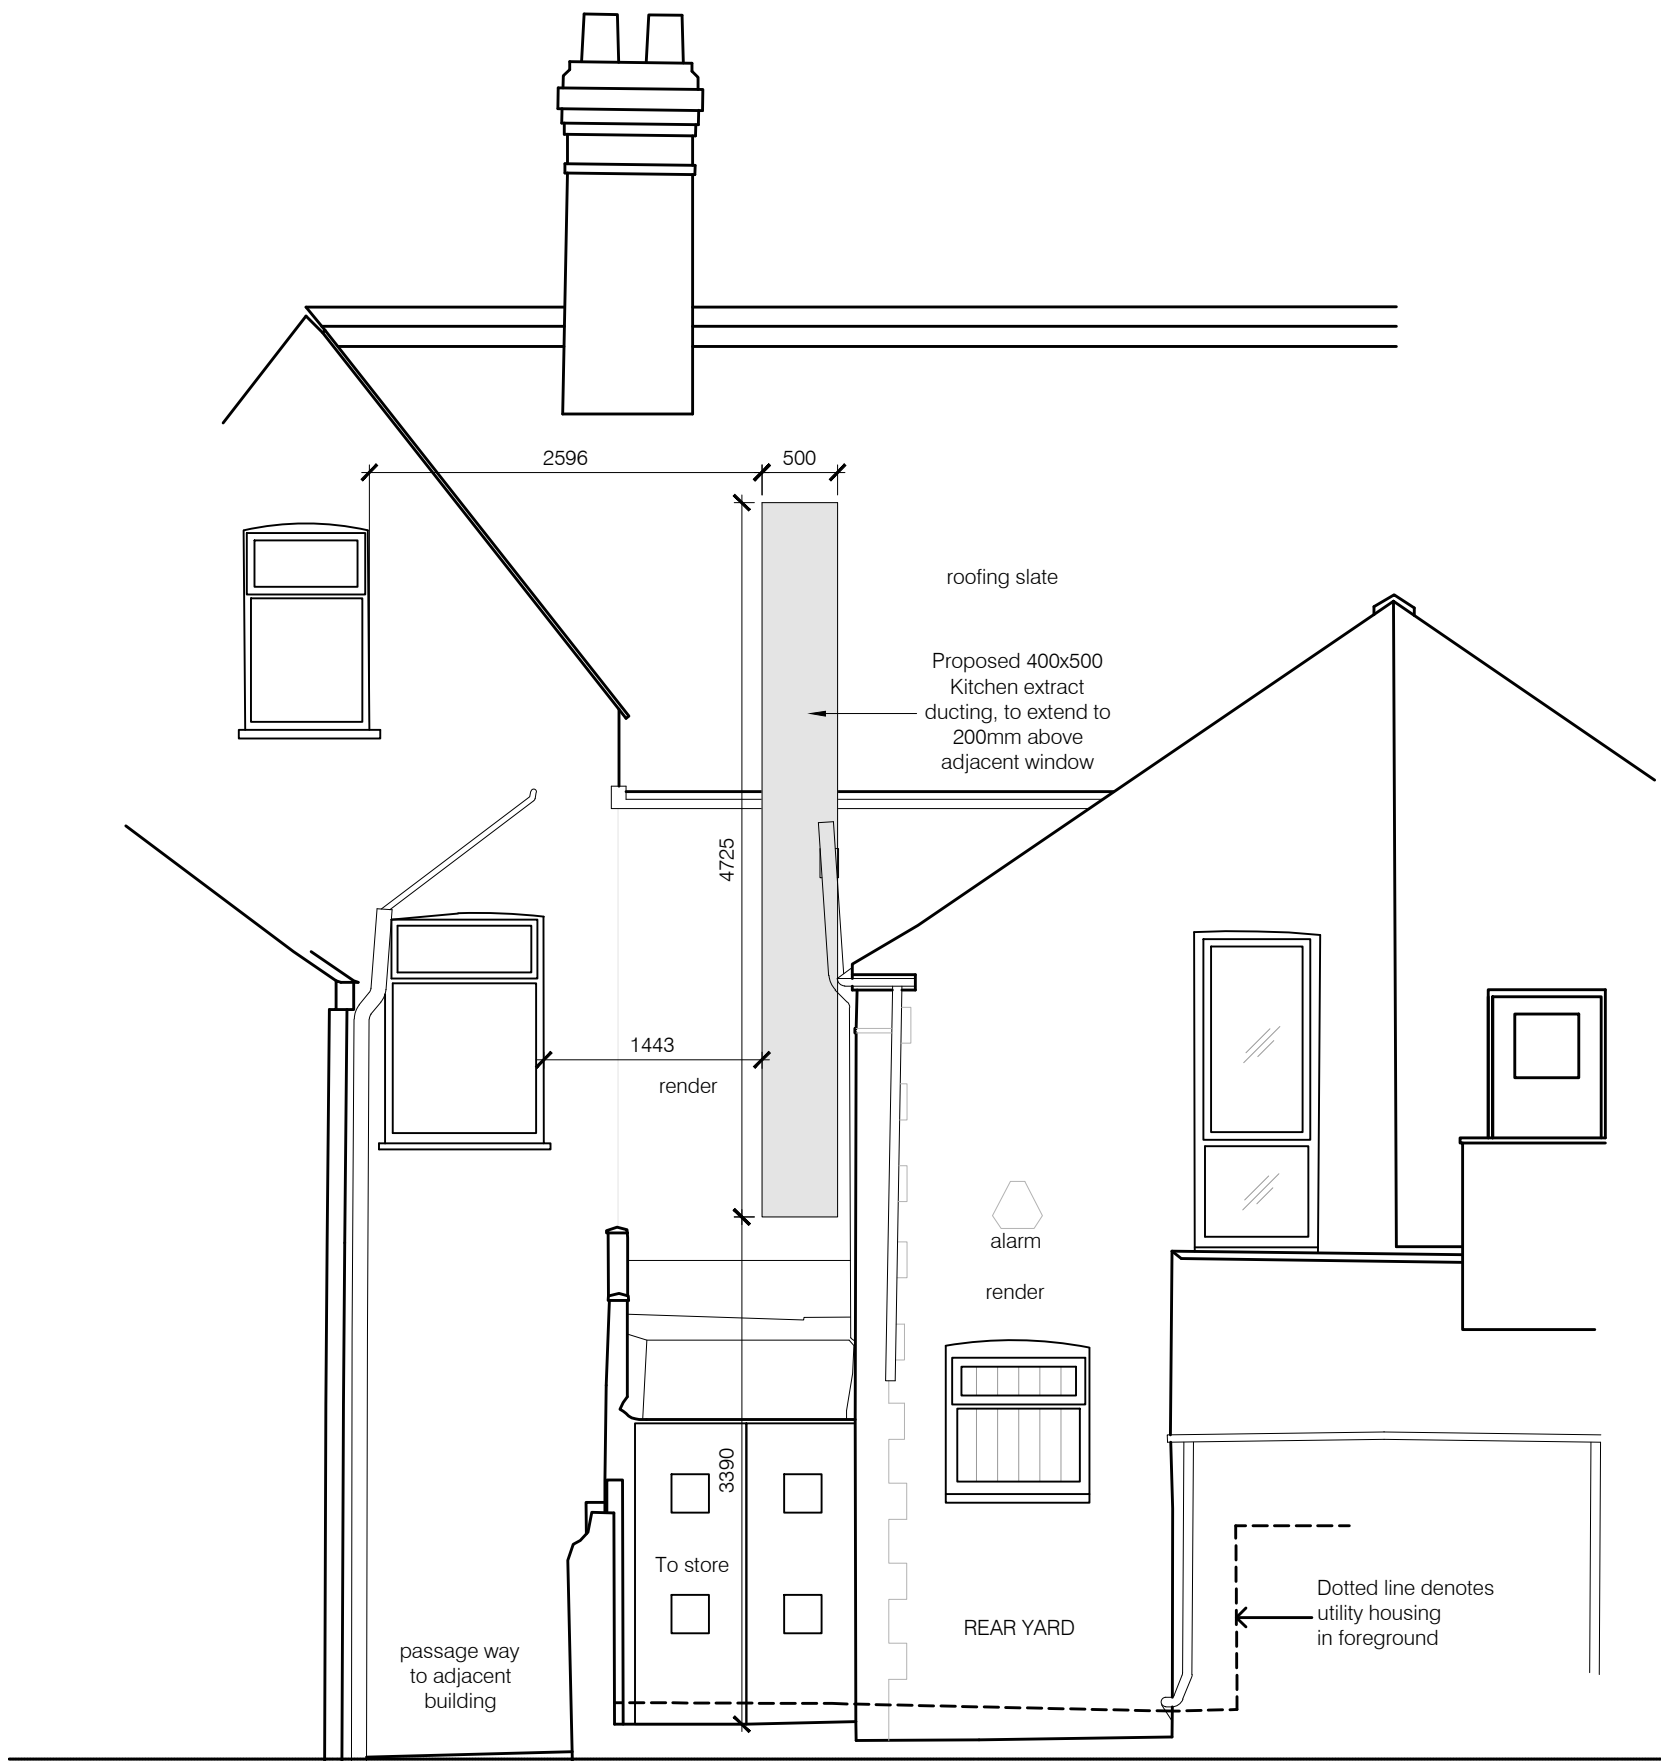 2596
500
roofing slate
Proposed 400x500
Kitchen extract
ducting, to extend to
200mm above
adjacent window
4725
1443
render
alarm
render
3390
To store
REAR YARD
Dotted line denotes
utility housing
in foreground
passage way
to adjacent
building